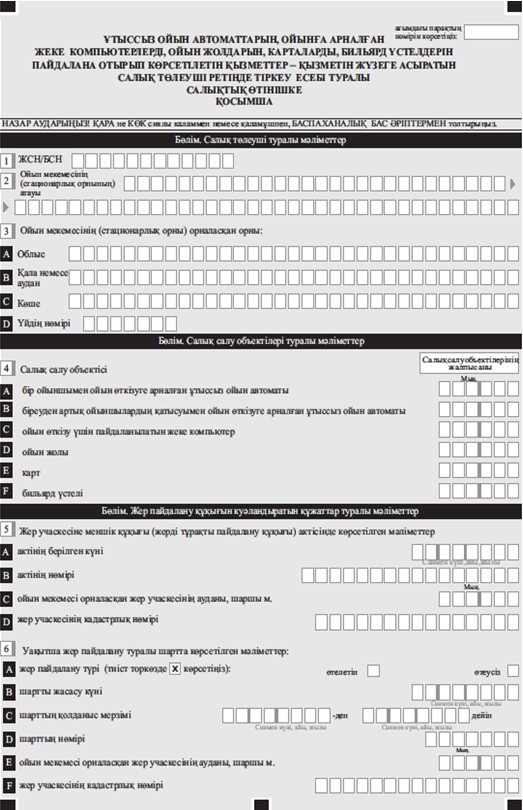 ағымдағы парақтың
нөмірін көрсетіңіз:
ҰТЫССЫЗ ОЙЫН АВТОМАТТАРЫН, ОЙЫНҒА АРНАЛҒАН
ЖЕКЕ КОМПЬЮТЕРЛЕРДІ, ОЙЫН ЖОЛДАРЫН, КАРТАЛАРДЫ, БИЛЬЯРД ҮСТЕЛДЕРІН
ПАЙДАЛАНА ОТЫРЫП КӨРСЕТІЛЕТІН ҚЫЗМЕТТЕР – ҚЫЗМЕТІН ЖҮЗЕГЕ АСЫРАТЫН
САЛЫҚ ТӨЛЕУШІ РЕТІНДЕ ТІРКЕУ ЕСЕБІ ТУРАЛЫ
САЛЫҚТЫҚ ӨТІНІШКЕ
ҚОСЫМША
НАЗАР АУДАРЫҢЫЗ! ҚАРА не КӨК сиялы қаламмен немесе қаламұшпен, БАСПАХАНАЛЫҚ БАС ӘРІПТЕРМЕН толтырыңыз.
Бөлім. Салық төлеуші туралы мәліметтер
1 ЖСН/БСН
2 Ойын мекемесінің
(стационарлық орнының)
атауы
3 Ойын мекемесінің (стационарлық орны) орналасқан орны:
A Облыс
B Қала немесе
аудан
C Көше
D Үйдің нөмірі
Бөлім. Салық салу объектілері туралы мәліметтер
4 Салық салу объектісі
Салық салу объектілерінің
жалпы саны
Мың.
A бір ойыншымен ойын өткізуге арналған ұтыссыз ойын автоматы
B біреуден артық ойыншылардың қатысуымен ойын өткізуге арналған ұтыссыз ойын автоматы
C ойын өткізу үшін пайдаланылатын жеке компьютер
D ойын жолы
E карт
F бильярд үстелі
Бөлім. Жер пайдалану құқығын куәландыратын құжаттар туралы мәліметтер
5 Жер учаскесіне меншік құқығы (жерді тұрақты пайдалану құқығы) актісінде көрсетілген мәліметтер
A актінің берілген күні
Санмен күні, айы, жылы
B актінің нөмірі
Мың.
C ойын мекемесі орналасқан жер учаскесінің ауданы, шаршы м.
D жер учаскесінің кадастрлық нөмірі
6 Уақытша жер пайдалану туралы шартта көрсетілген мәліметтер:
A жер пайдалану түрі (тиіст торкөзде X көрсетіңіз): өтелетін өтеусіз
B шартты жасасу күні
Санмен күні, айы, жылы
C шарттың қолданыс мерзімі -ден дейін
Санмен күні, айы, жылы Санмен күні, айы, жылы
D шарттың нөмірі
Мың.
E ойын мекемесі орналасқан жер учаскесінің ауданы, шаршы м.
F жер учаскесінің кадастрлық нөмірі